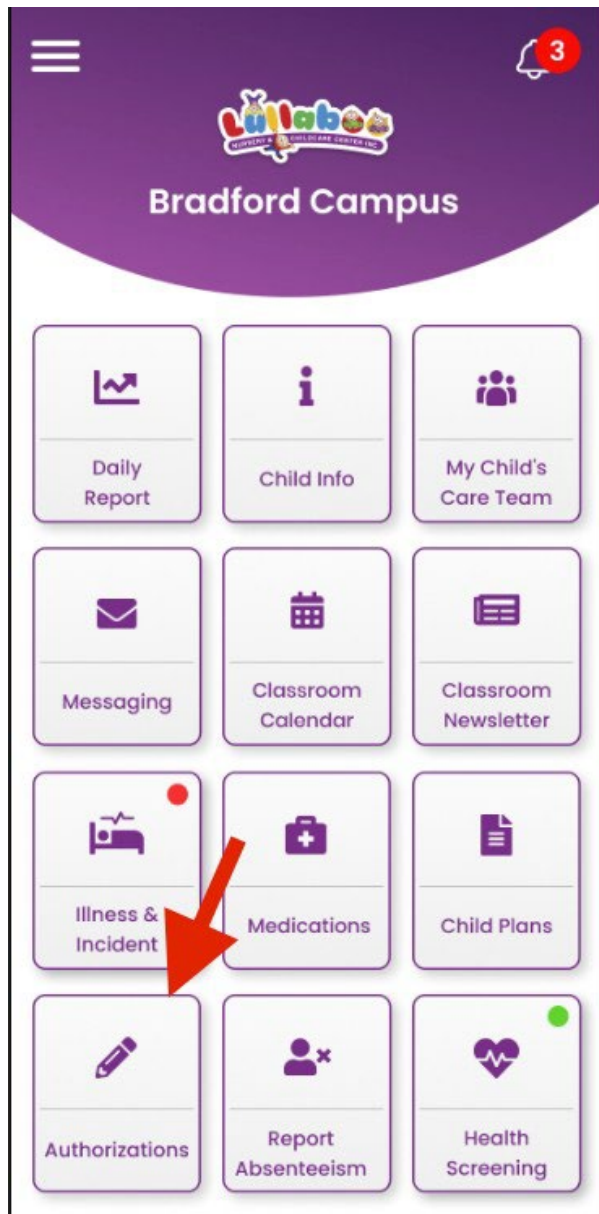 3
Lullaboo
NURSERY & CHILDCARE CENTER INC
Bradford Campus
Daily
Report
Child Info
My Child's
Care Team
Messaging
Classroom
Calendar
Classroom
Newsletter
Illness &
Incident
Medications
Child Plans
Authorizations
Report
Absenteeism
Health
Screening